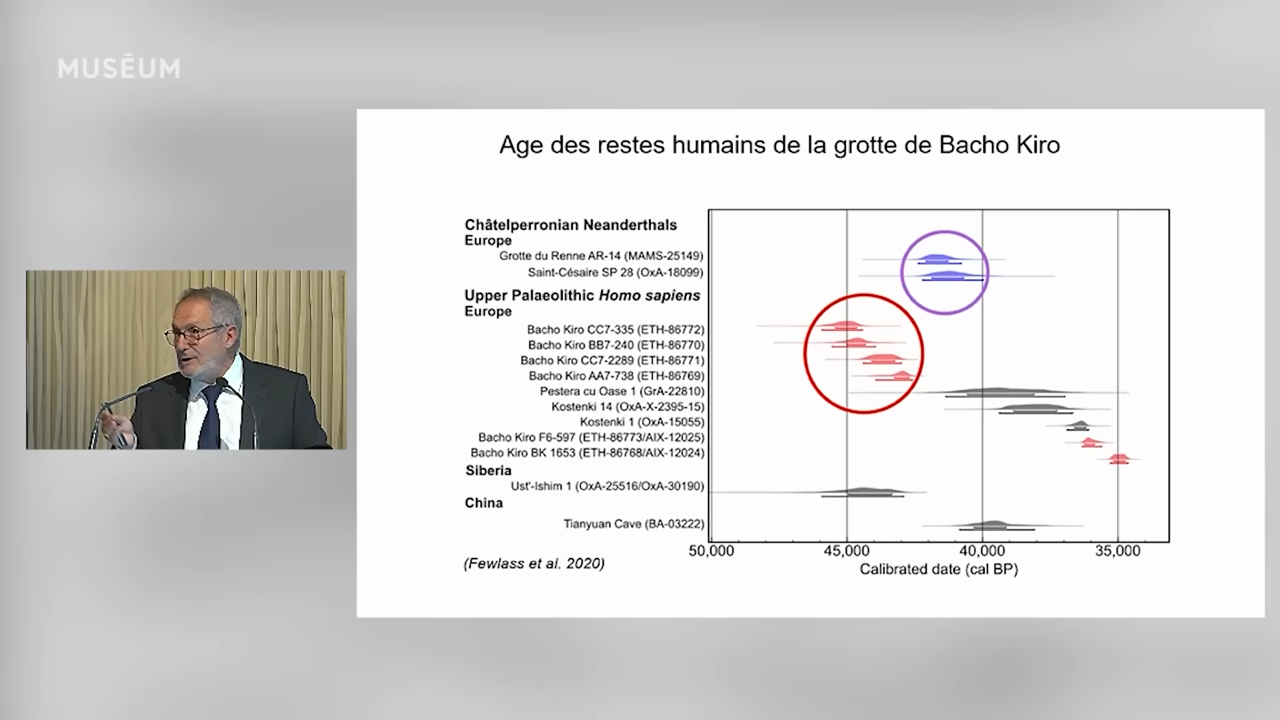 MUSĒUM
Age des restes humains de la grotte de Bacho Kiro
Châtelperronian Neanderthals
Europe
Grotte du Renne AR-14 (MAMS-25149)
Saint-Césaire SP 28 (OxA-18099)
Upper Palaeolithic Homo sapiens
Europe
Bacho Kiro CC7-335 (ETH-86772)
Bacho Kiro BB7-240 (ETH-86770)
Bacho Kiro CC7-2289 (ETH-86771)
Bacho Kiro AA7-738 (ETH-86769)
Pestera cu Oase 1 (GrA-22810)
Kostenki 14 (OxA-X-2395-15)
Kostenki 1 (OxA-15055)
Bacho Kiro F6-597 (ETH-86773/AIX-12025)
Bacho Kiro BK 1653 (ETH-86768/AIX-12024)
Siberia
Ust'-Ishim 1 (OxA-25516/OxA-30190)
China
Tianyuan Cave (BA-03222)
50,000 45,000 40,000 35,000
Calibrated date (cal BP)
(Fewlass et al. 2020)